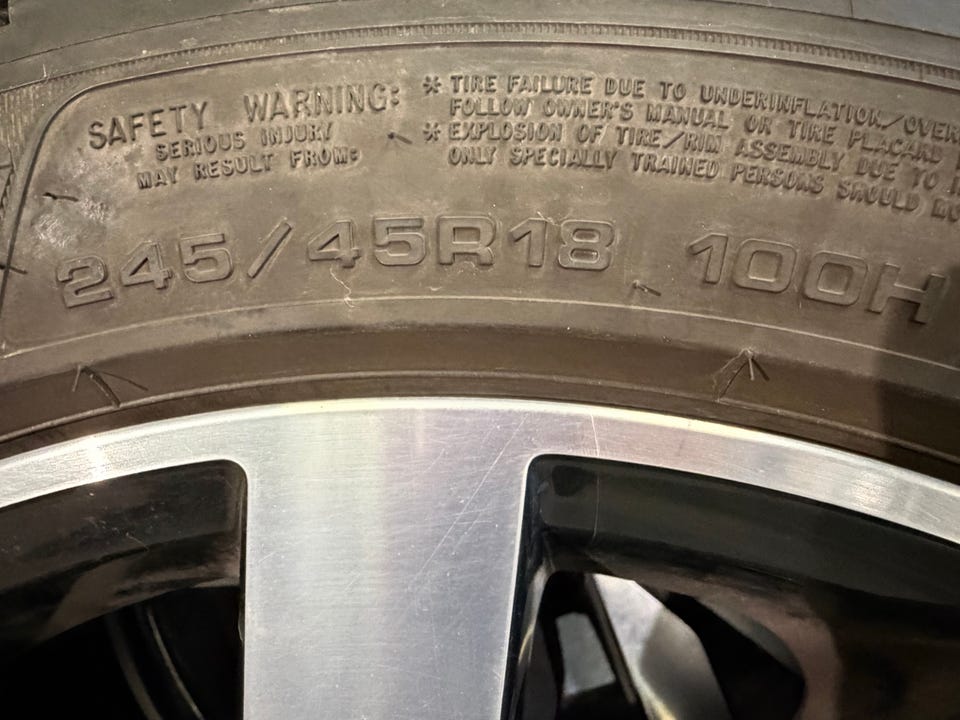 SAFETY WARNING:
SERIOUS INJURY
MAY RESULT FROM:
* TIRE FAILURE DUE TO UNDERINFLATION/OVER
FOLLOW OWNER'S MANUAL OR TIRE PLACARD
* EXPLOSION OF TIRE/RIM ASSEMBLY DUE TO
ONLY SPECIALLY TRAINED PERSONS SHOULD
245/45R18 100H